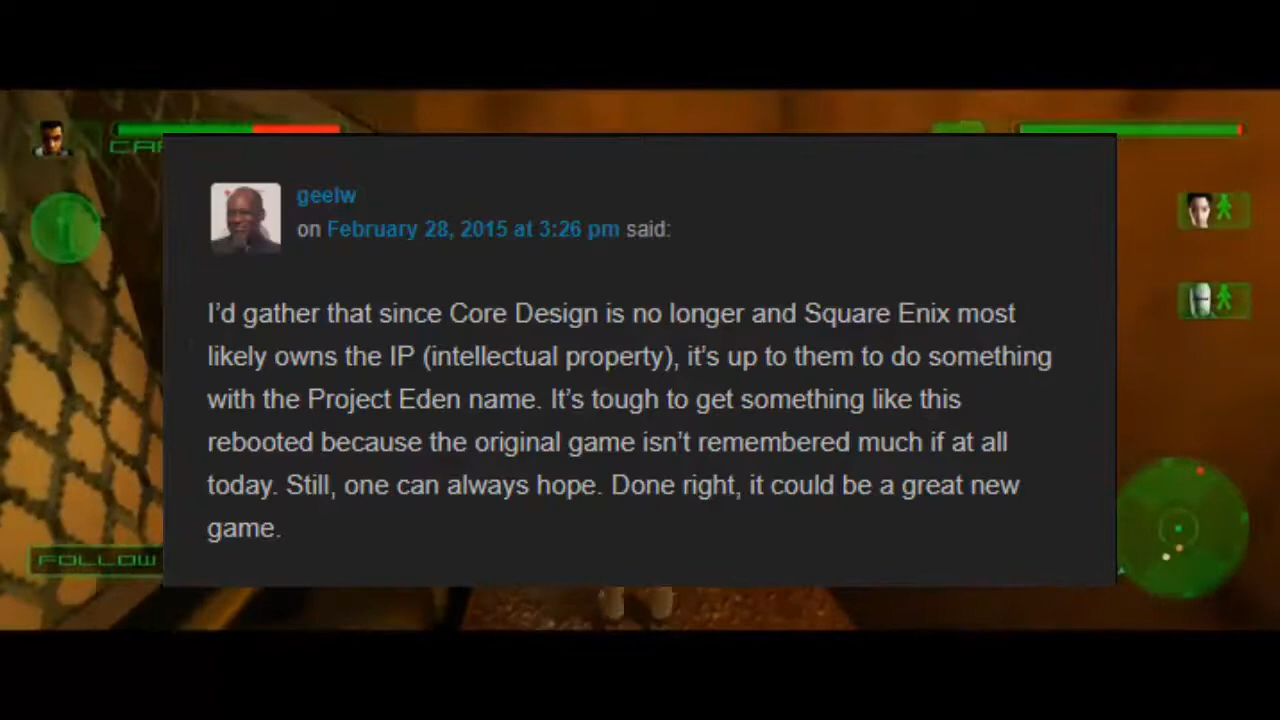 geelw
on February 28, 2015 at 3:26 pm said:
I'd gather that since Core Design is no longer and Square Enix most
likely owns the IP (intellectual property), it's up to them to do something
with the Project Eden name. It's tough to get something like this
rebooted because the original game isn't remembered much if at all
today. Still, one can always hope. Done right, it could be a great new
game.
FOLLOW